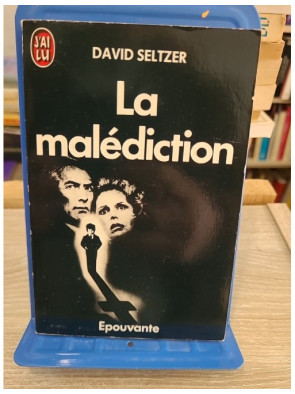 J'AI
LU
DAVID SELTZER
La
malédiction
Epouvante